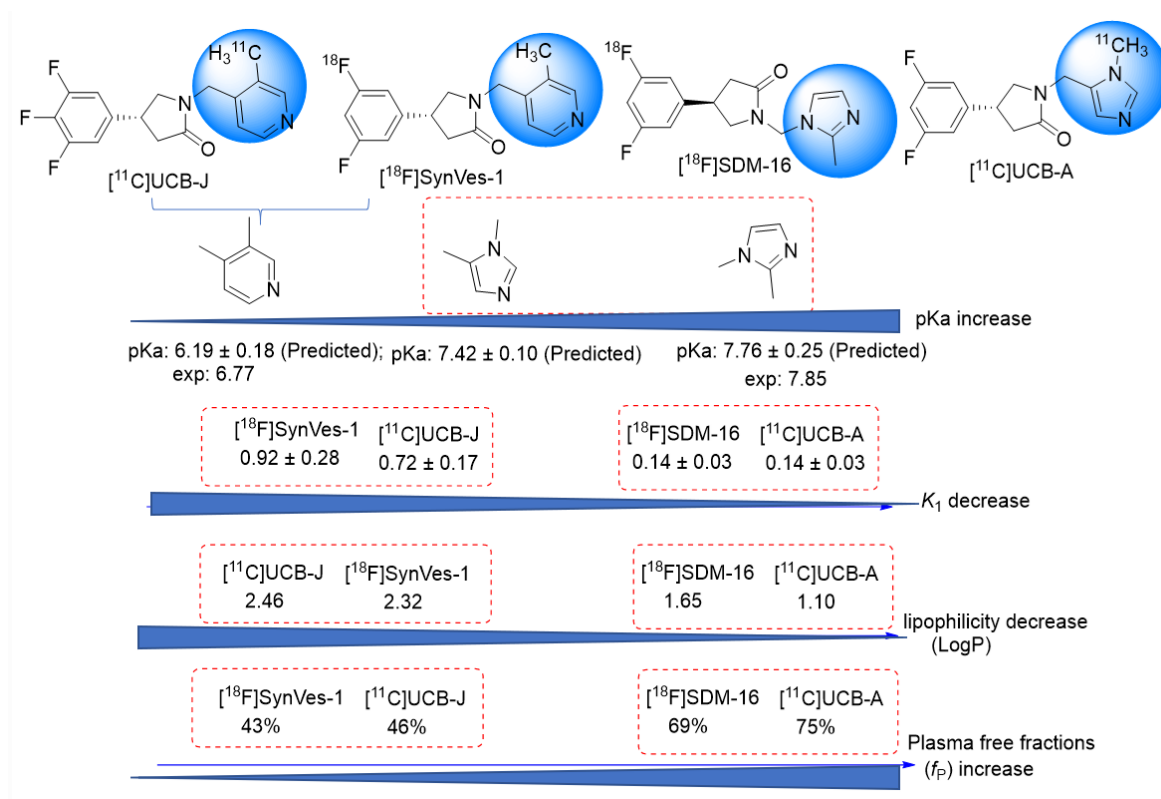 H₃¹¹C
F
F
F
N
O
N
[¹¹C]UCB-J
¹⁸F
F
CH₃
N
O
N
[¹⁸F]SynVes-1
¹⁸F
F
O
N
N
N
[¹⁸F]SDM-16
¹¹CH₃
F
F
N
O
N
N
[¹¹C]UCB-A
N
N
N
N
N
pKa increase
pKa: 6.19 ± 0.18 (Predicted);
exp: 6.77
pKa: 7.42 ± 0.10 (Predicted)
pKa: 7.76 ± 0.25 (Predicted)
exp: 7.85
[¹⁸F]SynVes-1 [¹¹C]UCB-J [¹⁸F]SDM-16 [¹¹C]UCB-A
0.92 ± 0.28 0.72 ± 0.17 0.14 ± 0.03 0.14 ± 0.03
K₁ decrease
[¹¹C]UCB-J [¹⁸F]SynVes-1 [¹⁸F]SDM-16 [¹¹C]UCB-A
2.46 2.32 1.65 1.10
lipophilicity decrease
(LogP)
[¹⁸F]SynVes-1 [¹¹C]UCB-J [¹⁸F]SDM-16 [¹¹C]UCB-A
43% 46% 69% 75%
Plasma free fractions
(fP) increase